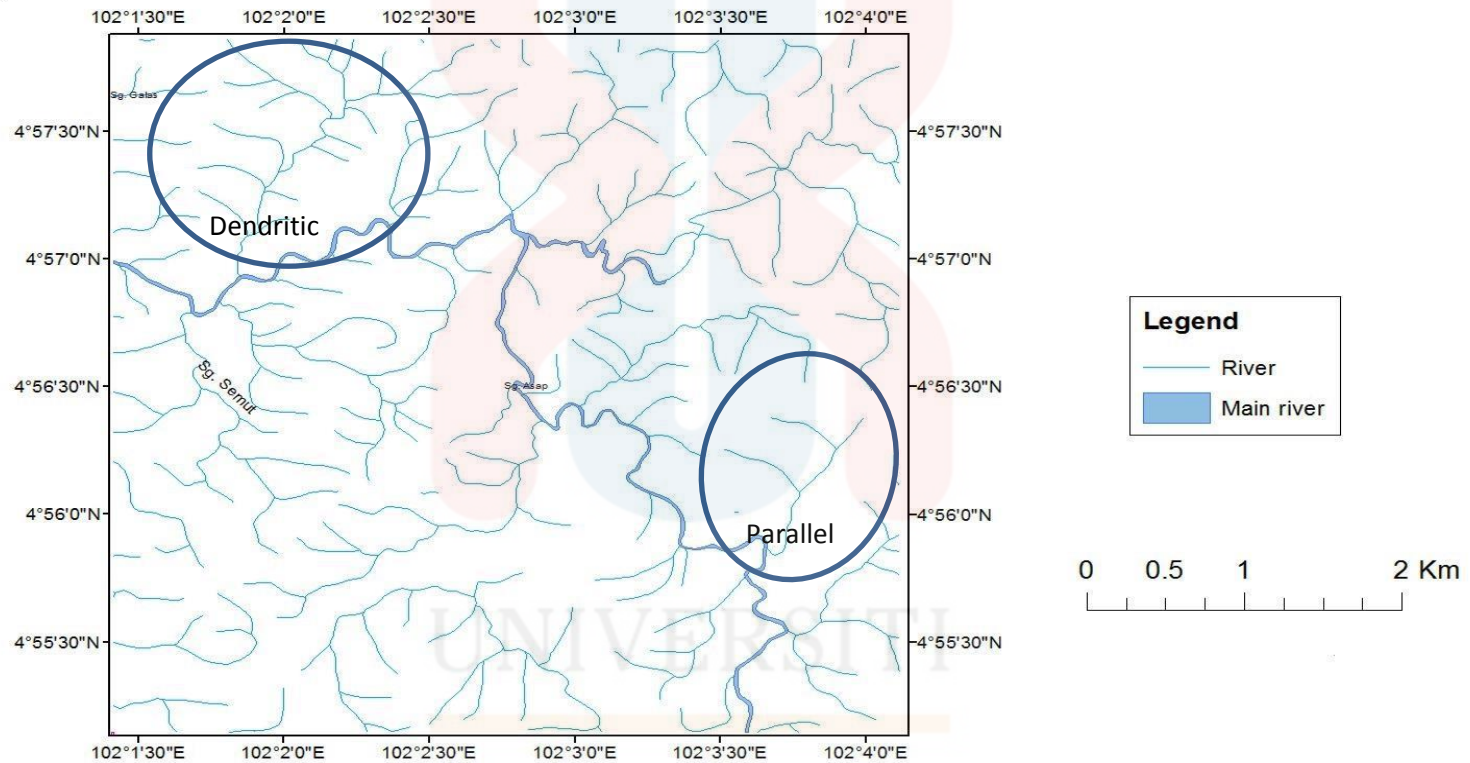 102°1'30"E 102°2'0"E 102°2'30"E 102°3'0"E 102°3'30"E 102°4'0"E
Sg. Galas
4°57'30"N 4°57'30"N
Dendritic
4°57'0"N 4°57'0"N
Legend
River
Main river
Sg. Semut
4°56'30"N Sg. Asap 4°56'30"N
4°56'0"N 4°56'0"N
Parallel
0 0.5 1 2 Km
4°55'30"N 4°55'30"N
UNIVERSITI
102°1'30"E 102°2'0"E 102°2'30"E 102°3'0"E 102°3'30"E 102°4'0"E